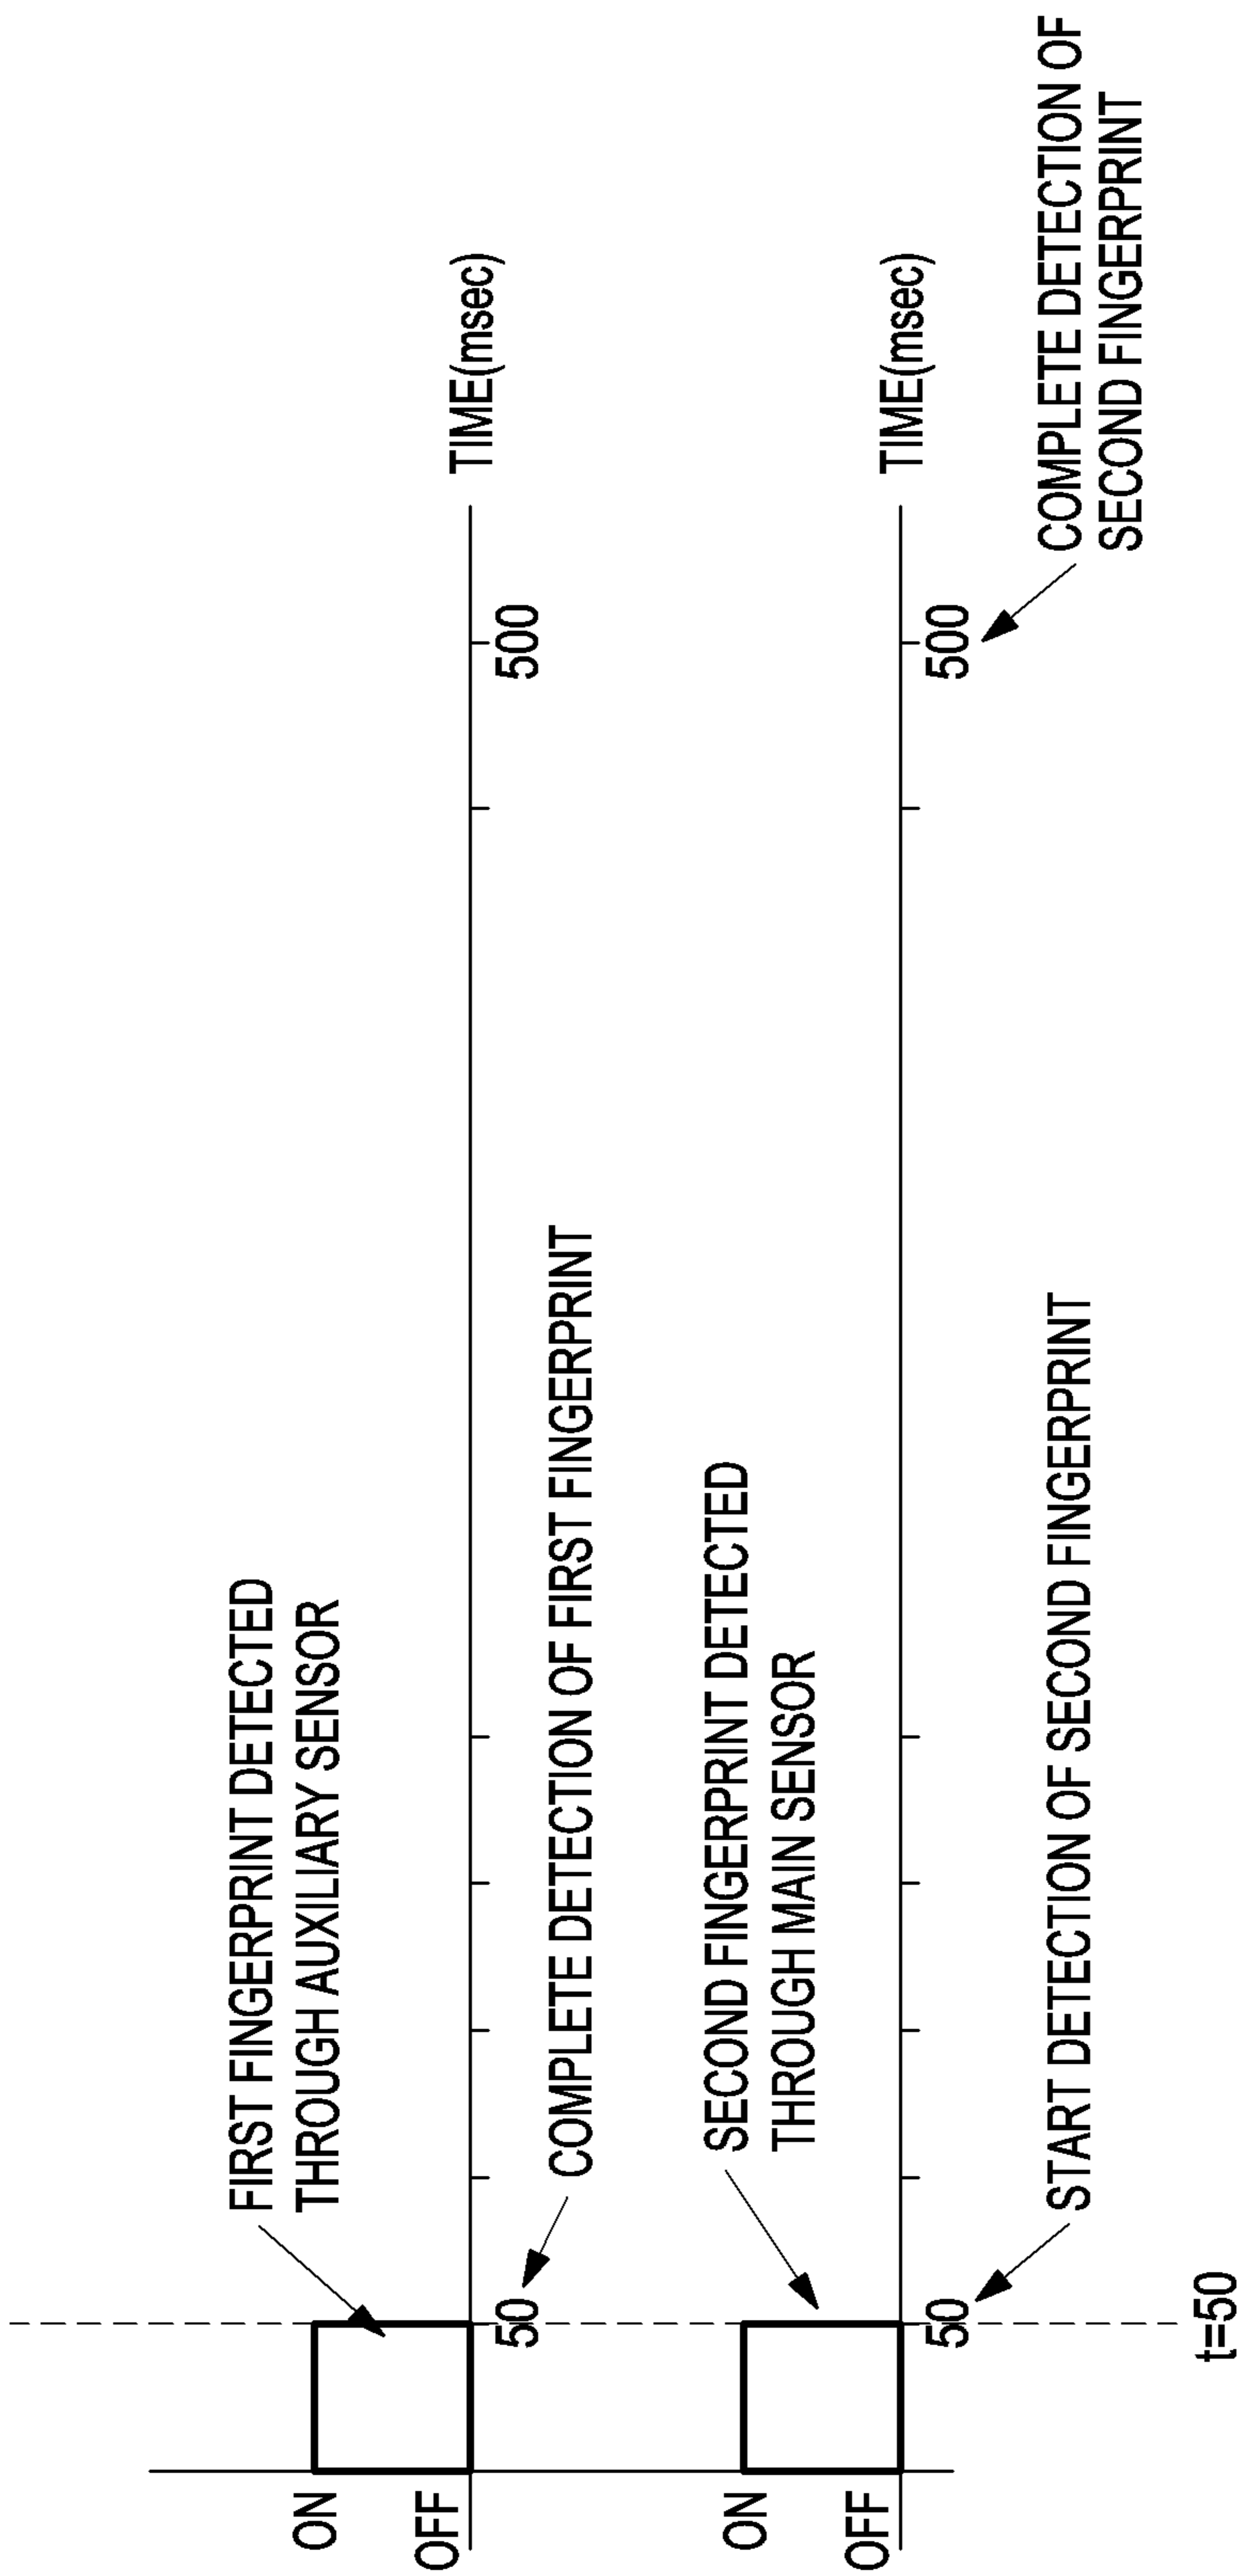 FIRST FINGERPRINT DETECTED
THROUGH AUXILIARY SENSOR
ON
OFF
TIME(msec)
50
500
COMPLETE DETECTION OF FIRST FINGERPRINT
SECOND FINGERPRINT DETECTED
THROUGH MAIN SENSOR
ON
OFF
TIME(msec)
50
500
START DETECTION OF SECOND FINGERPRINT
COMPLETE DETECTION OF
SECOND FINGERPRINT
t=50